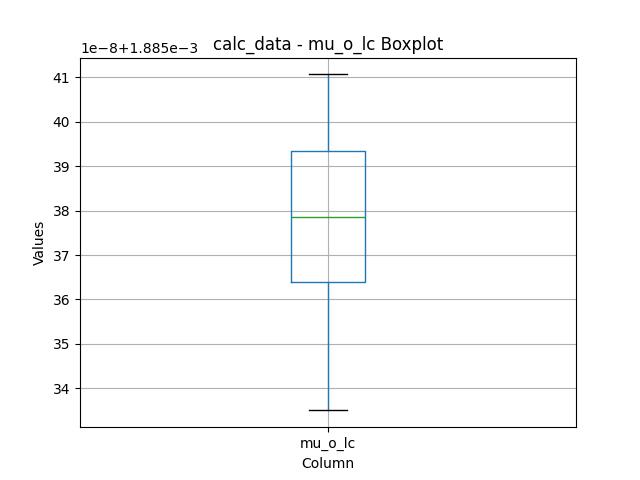 calc_data - mu_o_lc Boxplot
1e−8+1.885e−3
41
40
39
38
37
36
35
34
Values
mu_o_lc
Column